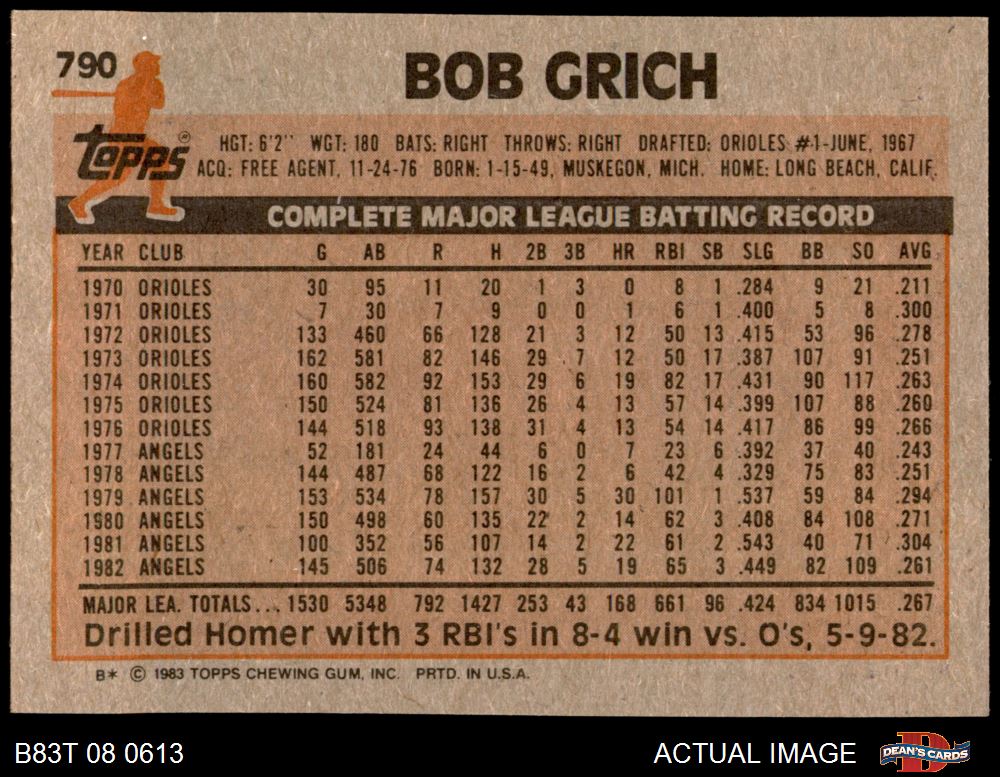 790
BOB GRICH
topps®
HGT: 6'2" WGT: 180 BATS: RIGHT THROWS: RIGHT DRAFTED: ORIOLES #1-JUNE, 1967
ACQ: FREE AGENT, 11-24-76 BORN: 1-15-49, MUSKEGON, MICH. HOME: LONG BEACH, CALIF.
COMPLETE MAJOR LEAGUE BATTING RECORD
YEAR CLUB G AB R H 2B 3B HR RBI SB SLG BB SO AVG
1970 ORIOLES 30 95 11 20 1 3 0 8 1 .284 9 21 .211
1971 ORIOLES 7 30 7 9 0 0 1 6 1 .400 5 8 .300
1972 ORIOLES 133 460 66 128 21 3 12 50 13 .415 53 96 .278
1973 ORIOLES 162 581 82 146 29 7 12 50 17 .387 107 91 .251
1974 ORIOLES 160 582 92 153 29 6 19 82 17 .431 90 117 .263
1975 ORIOLES 150 524 81 136 26 4 13 57 14 .399 107 88 .260
1976 ORIOLES 144 518 93 138 31 4 13 54 14 .417 86 99 .266
1977 ANGELS 52 181 24 44 6 0 7 23 6 .392 37 40 .243
1978 ANGELS 144 487 68 122 16 2 6 42 4 .329 75 83 .251
1979 ANGELS 153 534 78 157 30 5 30 101 1 .537 59 84 .294
1980 ANGELS 150 498 60 135 22 2 14 62 3 .408 84 108 .271
1981 ANGELS 100 352 56 107 14 2 22 61 2 .543 40 71 .304
1982 ANGELS 145 506 74 132 28 5 19 65 3 .449 82 109 .261
MAJOR LEA. TOTALS... 1530 5348 792 1427 253 43 168 661 96 .424 834 1015 .267
Drilled Homer with 3 RBI's in 8-4 win vs. O's, 5-9-82.
B* © 1983 TOPPS CHEWING GUM, INC. PRTD. IN U.S.A.
B83T 08 0613
ACTUAL IMAGE
DEAN'S CARDS